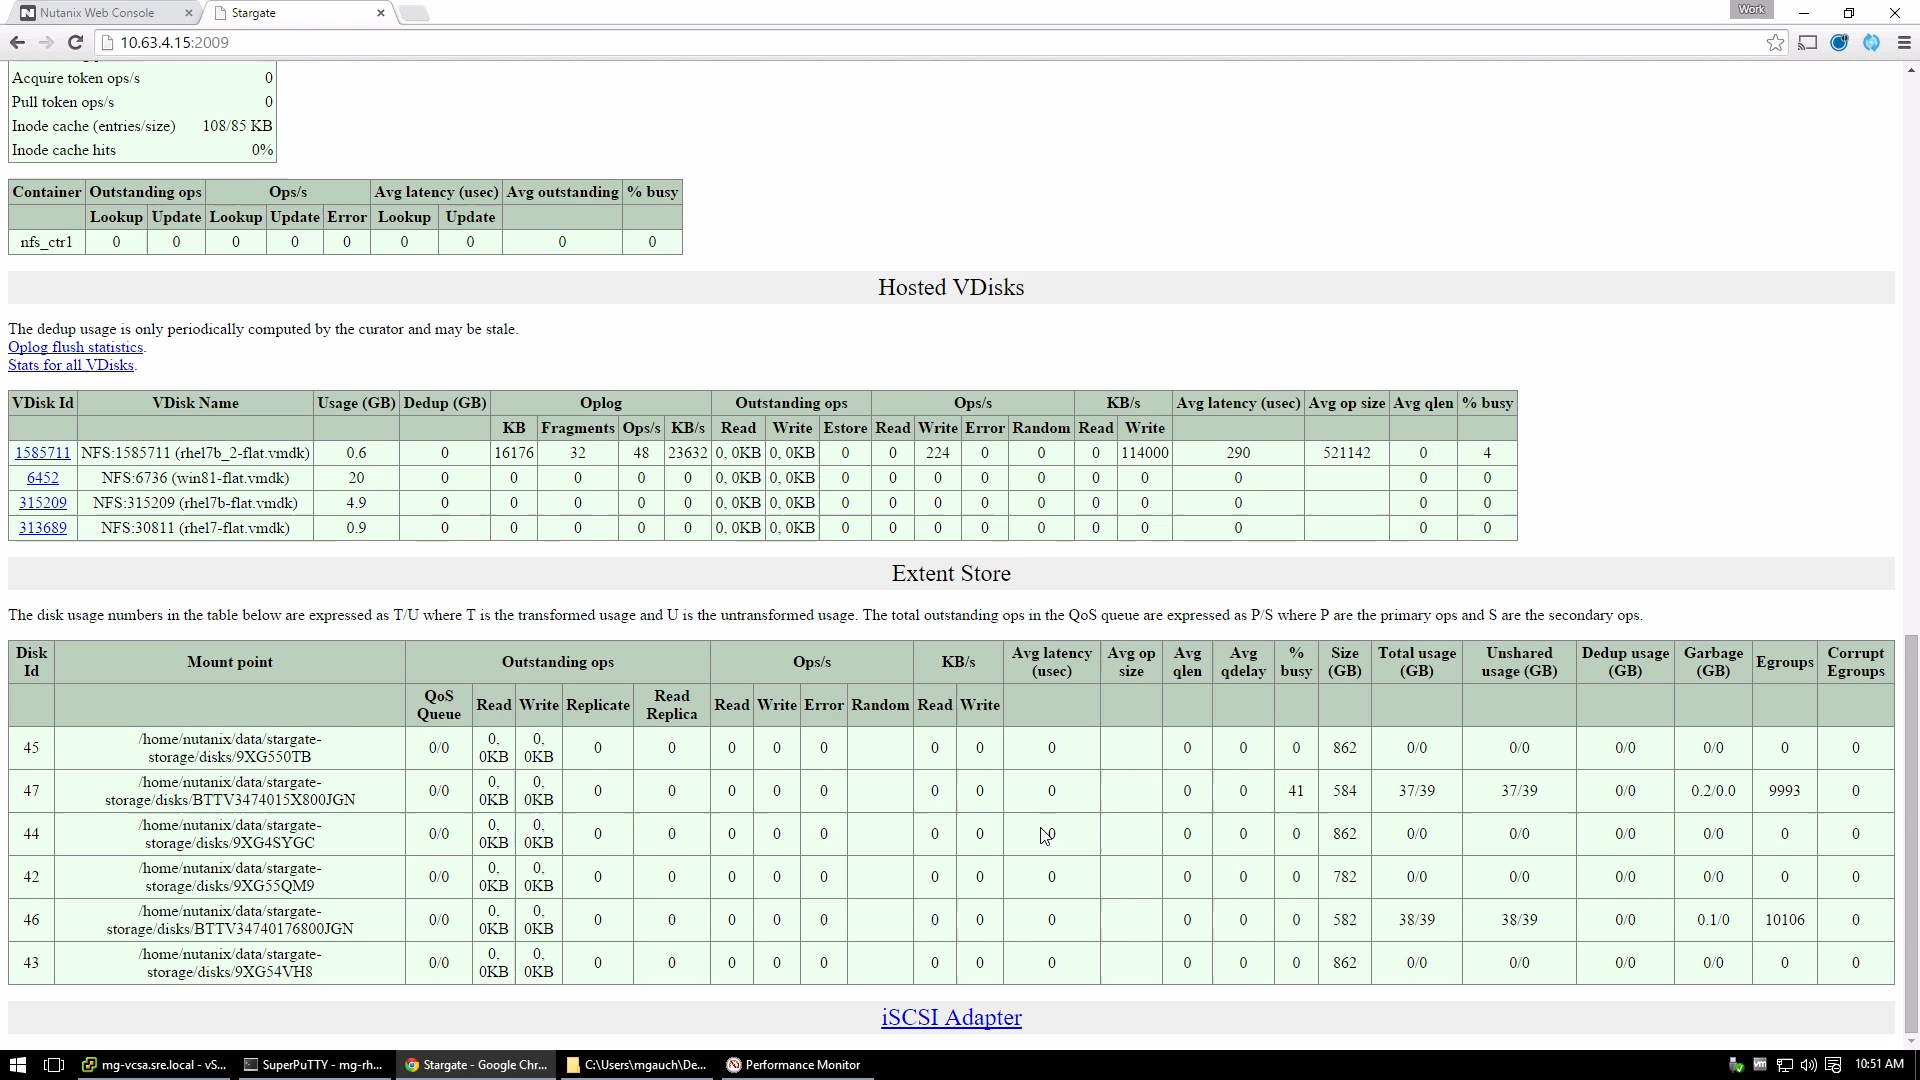 Nutanix Web Console
Stargate
Work
10.63.4.15:2009
Acquire token ops/s 0
Pull token ops/s 0
Inode cache (entries/size) 108/85 KB
Inode cache hits 0%
Container Outstanding ops Ops/s Avg latency (usec) Avg outstanding % busy
Lookup Update Lookup Update Error Lookup Update
nfs_ctr1 0 0 0 0 0 0 0 0 0
Hosted VDisks
The dedup usage is only periodically computed by the curator and may be stale.
Oplog flush statistics.
Stats for all VDisks.
VDisk Id VDisk Name Usage (GB) Dedup (GB) Oplog Outstanding ops Ops/s KB/s Avg latency (usec) Avg op size Avg qlen % busy
KB Fragments Ops/s KB/s Read Write Estore Read Write Error Random Read Write
1585711 NFS:1585711 (rhel7b_2-flat.vmdk) 0.6 0 16176 32 48 23632 0, 0KB 0, 0KB 0 0 224 0 0 0 114000 290 521142 0 4
6452 NFS:6736 (win81-flat.vmdk) 20 0 0 0 0 0 0, 0KB 0, 0KB 0 0 0 0 0 0 0 0 0 0
315209 NFS:315209 (rhel7b-flat.vmdk) 4.9 0 0 0 0 0 0, 0KB 0, 0KB 0 0 0 0 0 0 0 0 0 0
313689 NFS:30811 (rhel7-flat.vmdk) 0.9 0 0 0 0 0 0, 0KB 0, 0KB 0 0 0 0 0 0 0 0 0 0
Extent Store
The disk usage numbers in the table below are expressed as T/U where T is the transformed usage and U is the untransformed usage. The total outstanding ops in the QoS queue are expressed as P/S where P are the primary ops and S are the secondary ops.
Disk Id Mount point Outstanding ops Ops/s KB/s Avg latency (usec) Avg op size Avg qlen Avg qdelay % busy Size (GB) Total usage (GB) Unshared usage (GB) Dedup usage (GB) Garbage (GB) Egroups Corrupt Egroups
QoS Queue Read Write Replicate Read Replica Read Write Error Random Read Write
45 /home/nutanix/data/stargate-storage/disks/9XG550TB 0/0 0, 0KB 0, 0KB 0 0 0 0 0 0 0 0 0 0 0 862 0/0 0/0 0/0 0/0 0 0
47 /home/nutanix/data/stargate-storage/disks/BTTV3474015X800JGN 0/0 0, 0KB 0, 0KB 0 0 0 0 0 0 0 0 0 0 41 584 37/39 37/39 0/0 0.2/0.0 9993 0
44 /home/nutanix/data/stargate-storage/disks/9XG4SYGC 0/0 0, 0KB 0, 0KB 0 0 0 0 0 0 0 0 0 0 0 862 0/0 0/0 0/0 0/0 0 0
42 /home/nutanix/data/stargate-storage/disks/9XG55QM9 0/0 0, 0KB 0, 0KB 0 0 0 0 0 0 0 0 0 0 0 782 0/0 0/0 0/0 0/0 0 0
46 /home/nutanix/data/stargate-storage/disks/BTTV34740176800JGN 0/0 0, 0KB 0, 0KB 0 0 0 0 0 0 0 0 0 0 0 582 38/39 38/39 0/0 0.1/0 10106 0
43 /home/nutanix/data/stargate-storage/disks/9XG54VH8 0/0 0, 0KB 0, 0KB 0 0 0 0 0 0 0 0 0 0 0 862 0/0 0/0 0/0 0/0 0 0
iSCSI Adapter
mg-vcsa.sre.local - vS...
SuperPuTTY - mg-rh...
Stargate - Google Chr...
C:\Users\mgauch\De...
Performance Monitor
10:51 AM